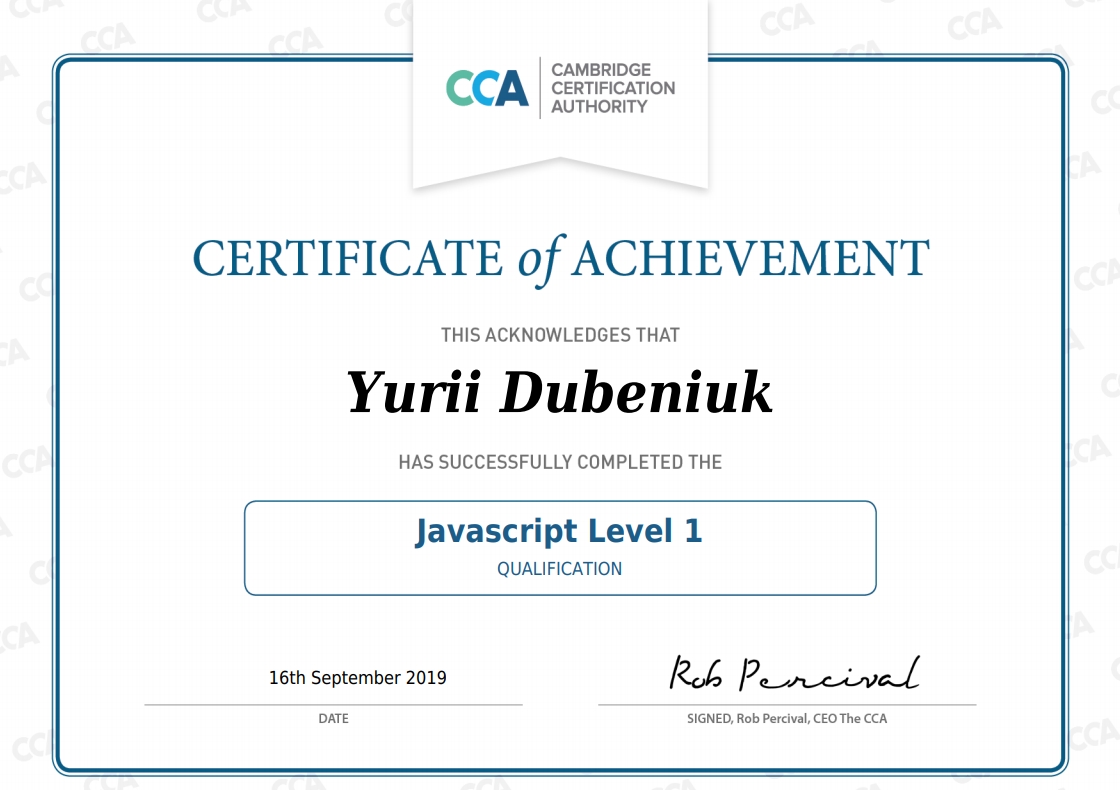 CCA
CAMBRIDGE
CERTIFICATION
AUTHORITY
CERTIFICATE of ACHIEVEMENT
THIS ACKNOWLEDGES THAT
Yurii Dubeniuk
HAS SUCCESSFULLY COMPLETED THE
Javascript Level 1
QUALIFICATION
16th September 2019
Rob Percival
DATE
SIGNED, Rob Percival, CEO The CCA